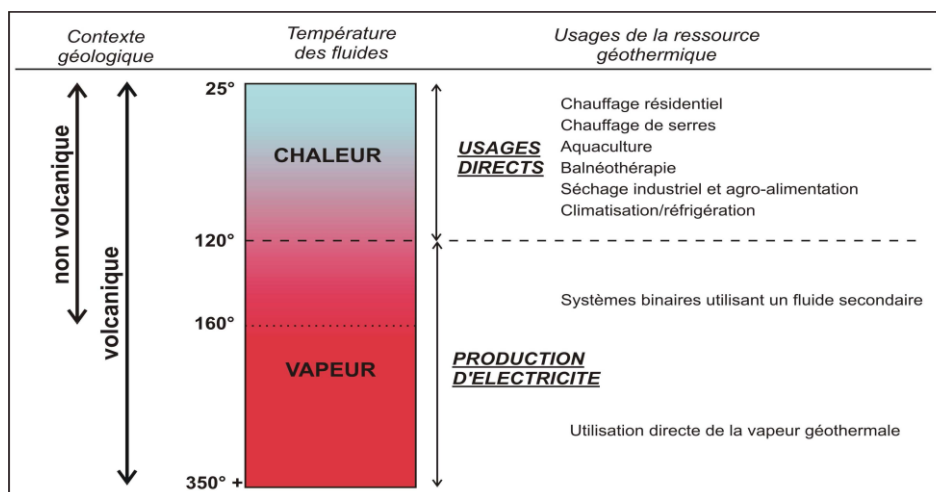 Contexte
géologique
Température
des fluides
Usages de la ressource
géothermique
non volcanique
volcanique
25°
120°
160°
350° +
CHALEUR
VAPEUR
USAGES
DIRECTS
Chauffage résidentiel
Chauffage de serres
Aquaculture
Balnéothérapie
Séchage industriel et agro-alimentation
Climatisation/réfrigération
PRODUCTION
D'ELECTRICITE
Systèmes binaires utilisant un fluide secondaire
Utilisation directe de la vapeur géothermale